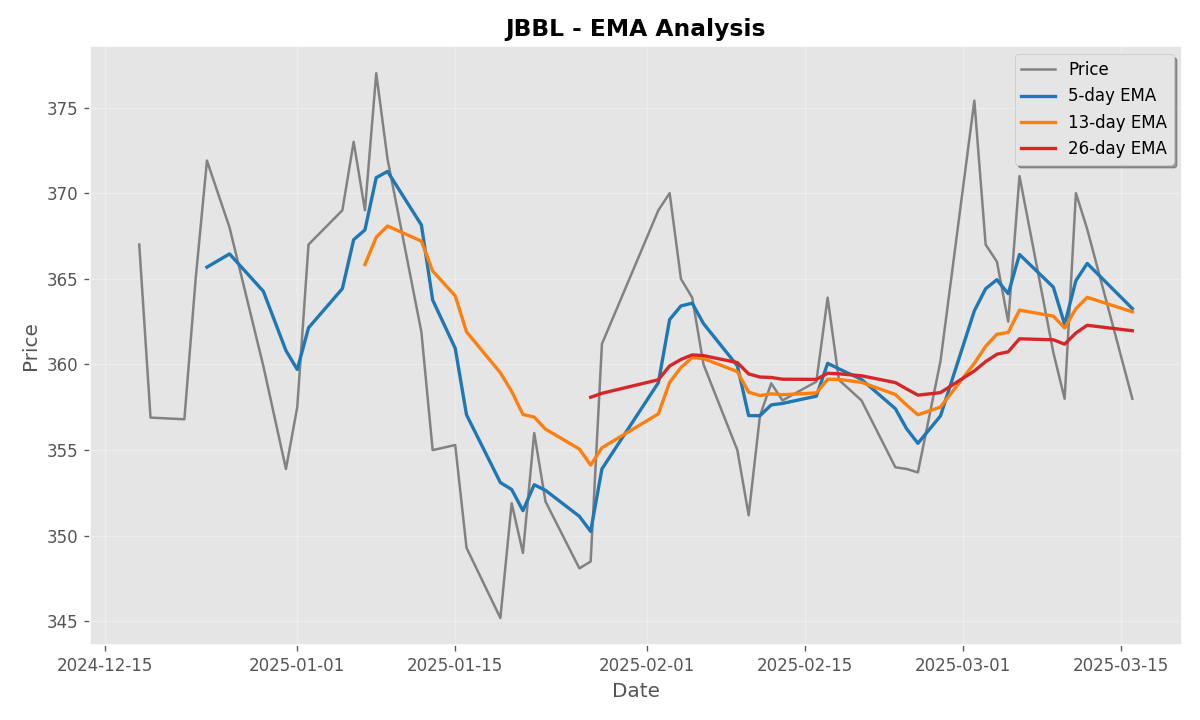 JBBL - EMA Analysis
Price
5-day EMA
13-day EMA
26-day EMA
Price
375
370
365
360
355
350
345
2024-12-15
2025-01-01
2025-01-15
2025-02-01
2025-02-15
2025-03-01
2025-03-15
Date